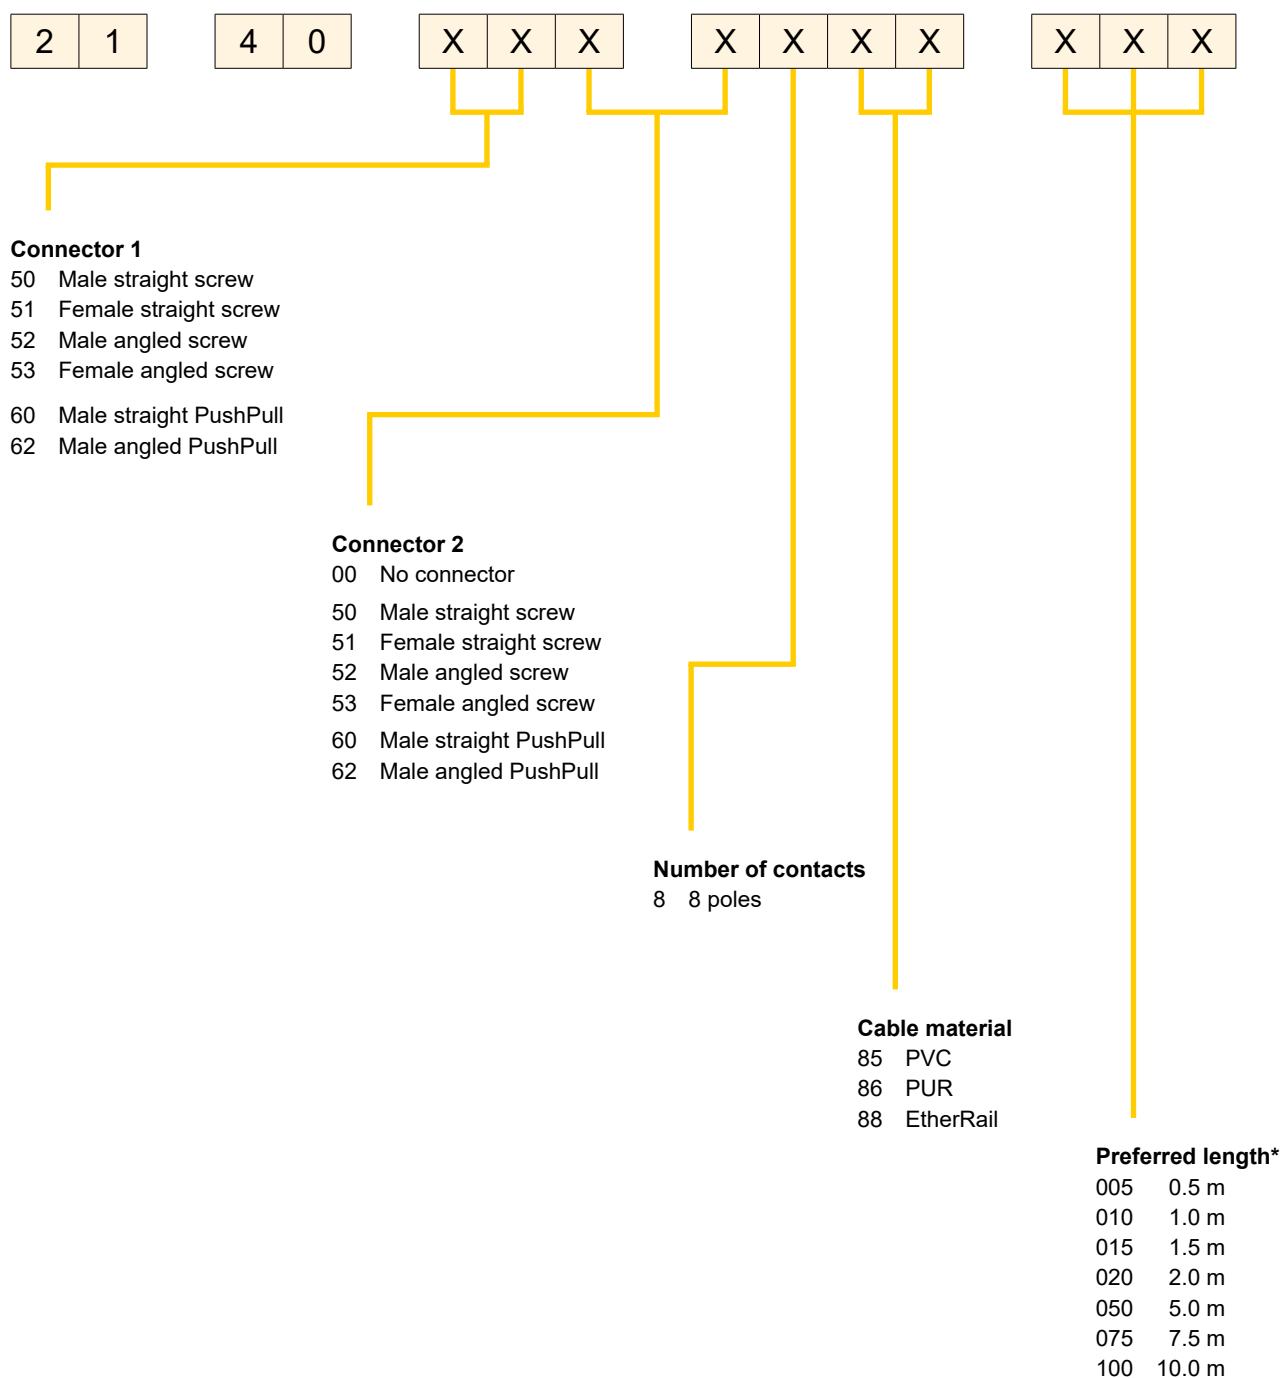 2 1 4 0 X X X X X X X X X X
Connector 1
50 Male straight screw
51 Female straight screw
52 Male angled screw
53 Female angled screw
60 Male straight PushPull
62 Male angled PushPull
Connector 2
00 No connector
50 Male straight screw
51 Female straight screw
52 Male angled screw
53 Female angled screw
60 Male straight PushPull
62 Male angled PushPull
Number of contacts
8 8 poles
Cable material
85 PVC
86 PUR
88 EtherRail
Preferred length*
005 0.5 m
010 1.0 m
015 1.5 m
020 2.0 m
050 5.0 m
075 7.5 m
100 10.0 m